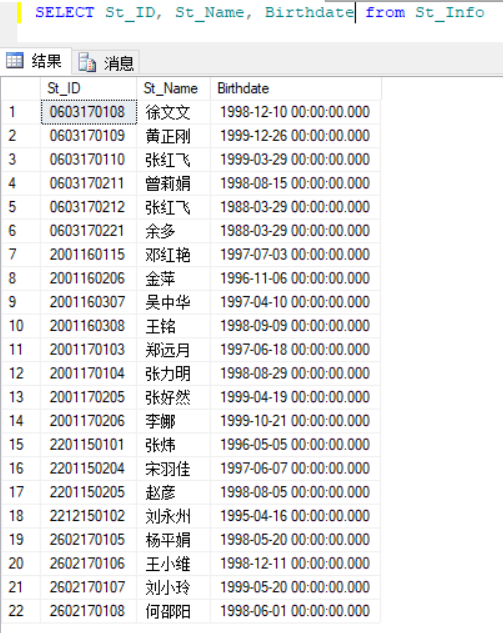 SELECT St_ID, St_Name, Birthdate from St_Info
结果 消息
St_ID St_Name Birthdate
1 0603170108 徐文文 1998-12-10 00:00:00.000
2 0603170109 黄正刚 1999-12-26 00:00:00.000
3 0603170110 张红飞 1999-03-29 00:00:00.000
4 0603170211 曾莉娟 1998-08-15 00:00:00.000
5 0603170212 张红飞 1988-03-29 00:00:00.000
6 0603170221 余多 1988-03-29 00:00:00.000
7 2001160115 邓红艳 1997-07-03 00:00:00.000
8 2001160206 金萍 1996-11-06 00:00:00.000
9 2001160307 吴中华 1997-04-10 00:00:00.000
10 2001160308 王铭 1998-09-09 00:00:00.000
11 2001170103 郑远月 1997-06-18 00:00:00.000
12 2001170104 张力明 1998-08-29 00:00:00.000
13 2001170205 张好然 1999-04-19 00:00:00.000
14 2001170206 李娜 1999-10-21 00:00:00.000
15 2201150101 张炜 1996-05-05 00:00:00.000
16 2201150204 宋羽佳 1997-06-07 00:00:00.000
17 2201150205 赵彦 1998-08-05 00:00:00.000
18 2212150102 刘永州 1995-04-16 00:00:00.000
19 2602170105 杨平娟 1998-05-20 00:00:00.000
20 2602170106 王小维 1998-12-11 00:00:00.000
21 2602170107 刘小玲 1999-05-20 00:00:00.000
22 2602170108 何邵阳 1998-06-01 00:00:00.000